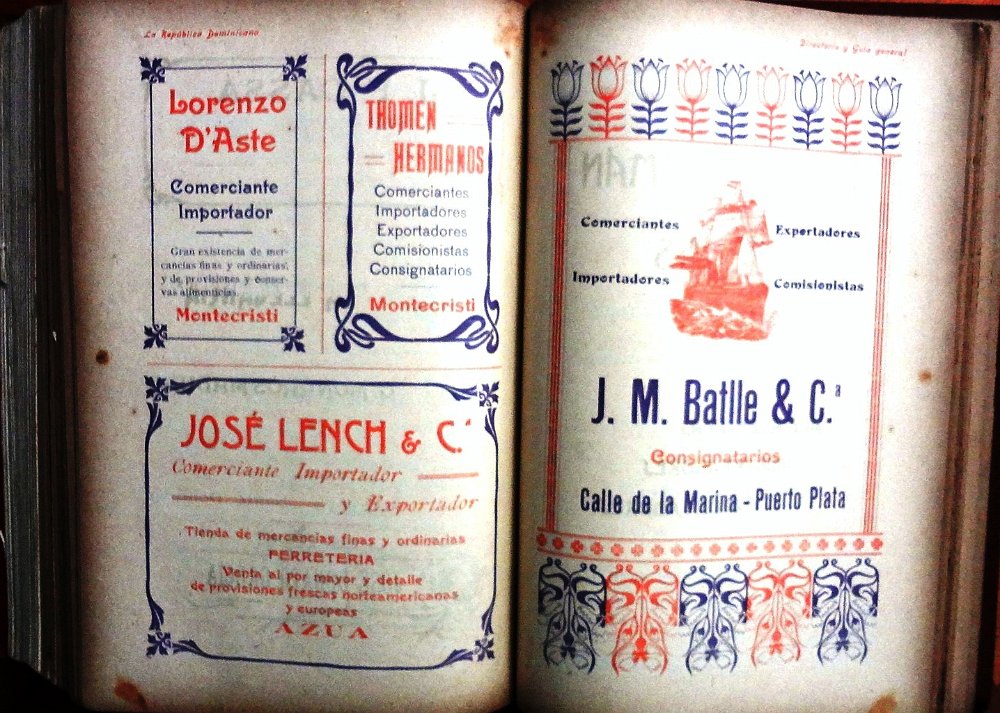 La República Dominicana
Lorenzo
D'Aste
Comerciante
Importador
Gran existencia de mer-
cancías finas y ordinarias,
y de provisiones y conser-
vas alimenticias.
Montecristi
THOMEN
HERMANOS
Comerciantes
Importadores
Exportadores
Comisionistas
Consignatarios
Montecristi
JOSÉ LENCH & C.ª
Comerciante Importador
y Exportador
Tienda de mercancías finas y ordinarias
FERRETERIA
Venta al por mayor y detalle
de provisiones frescas norteamericanas
y europeas
AZUA
Directorio y Guía general
Comerciantes
Exportadores
Importadores
Comisionistas
J. M. Batlle & C.ª
Consignatarios
Calle de la Marina - Puerto Plata